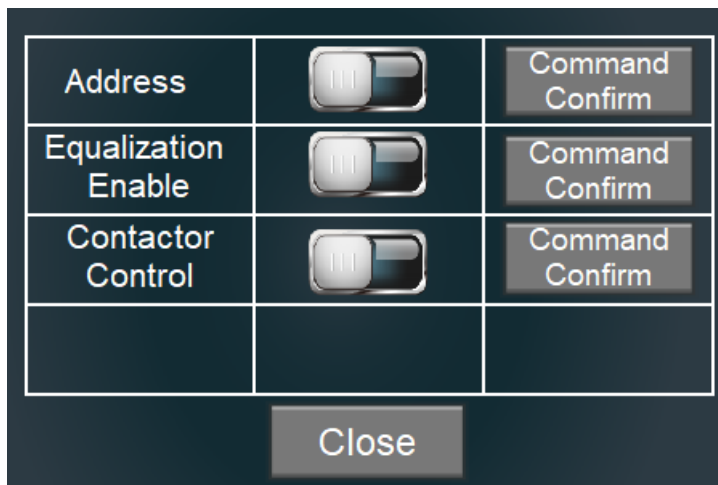 Address
Command
Confirm
Equalization
Enable
Command
Confirm
Contactor
Control
Command
Confirm
Close